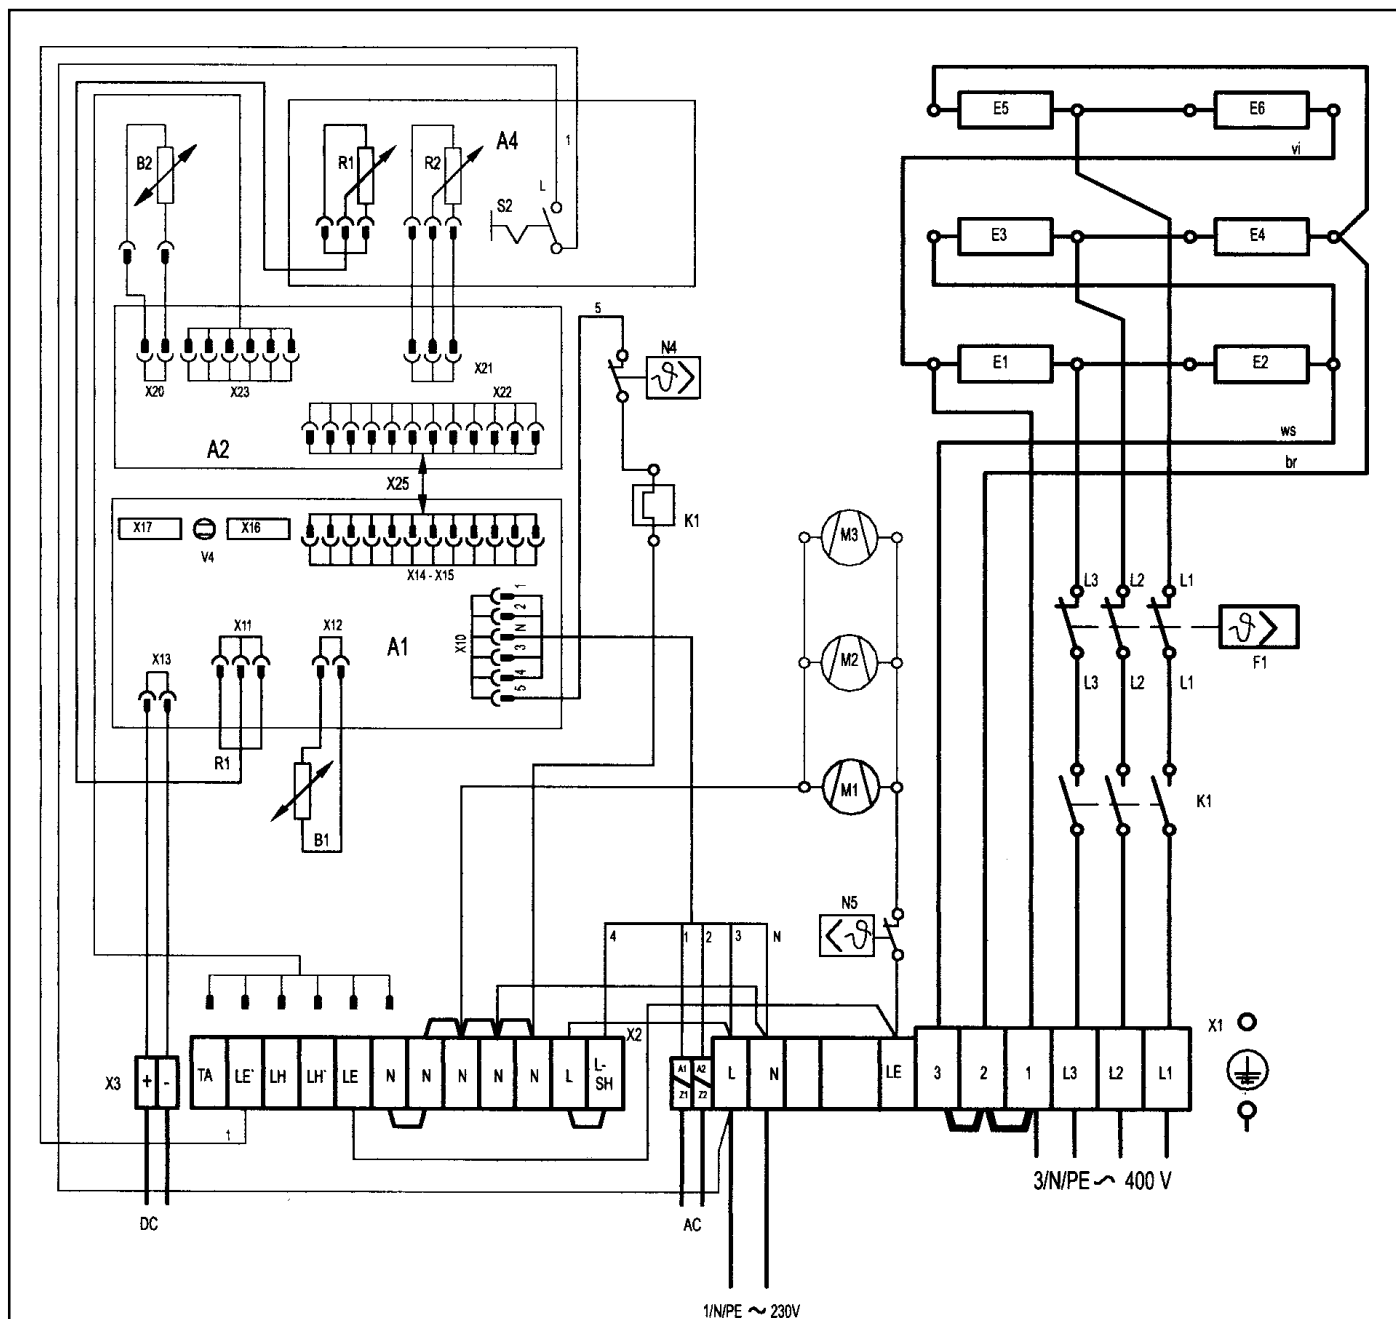 E5 E6
vi
B2 R1 R2 A4 1
L
S2
E3 E4
5
N4
E1 E2
X20 X23 X21
X22
A2
ws
br
X25
K1
X17 V4 X16
M3
X14 - X15
L3 L2 L1
1
2
N
3
4
5
X10
X11 X12
A1
X13
M2
F1
L3 L2 L1
R1
M1
K1
B1
N5
4 1 2 3 N
X2
X1
X3
+ -
TA LE' LH LH' LE N N N N N L L-SH
A1 A2
Z1 Z2
L N LE 3 2 1 L3 L2 L1
1
3/N/PE ~ 400 V
DC
AC
1/N/PE ~ 230V